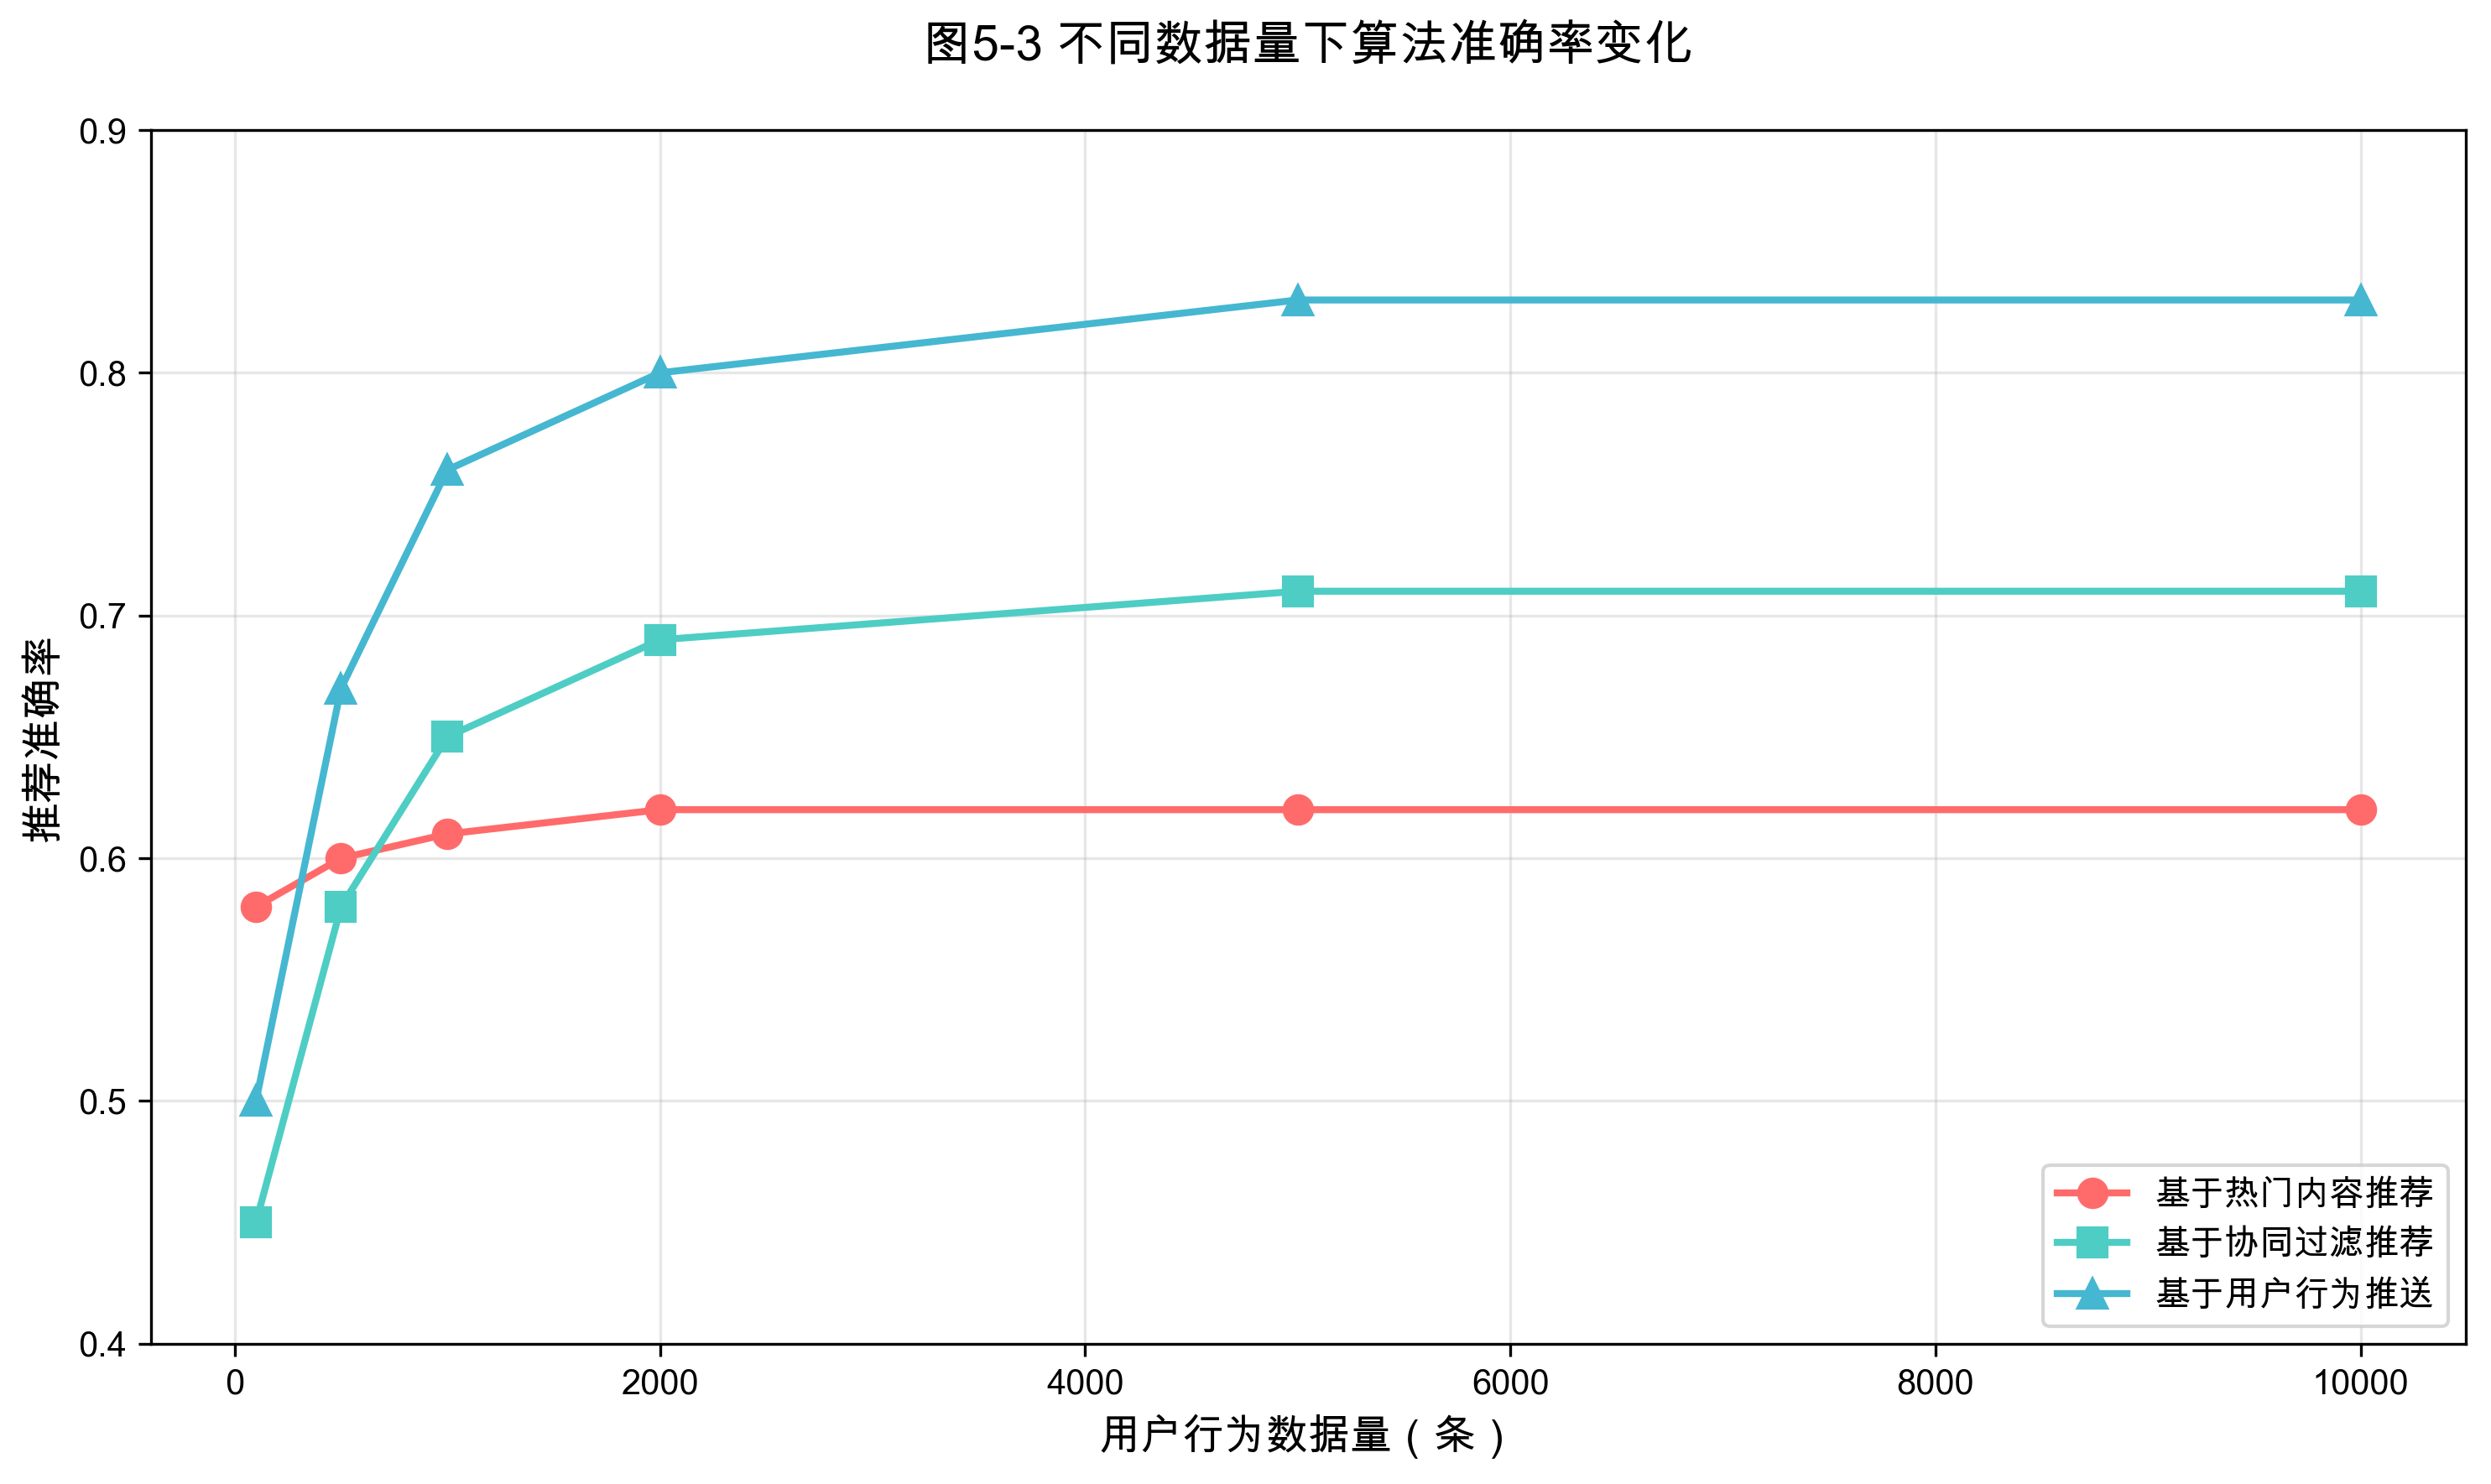 图5-3 不同数据量下算法准确率变化
0.9
0.8
0.7
0.6
0.5
0.4
推荐准确率
0 2000 4000 6000 8000 10000
用户行为数据量（条）
基于热门内容推荐
基于协同过滤推荐
基于用户行为推送